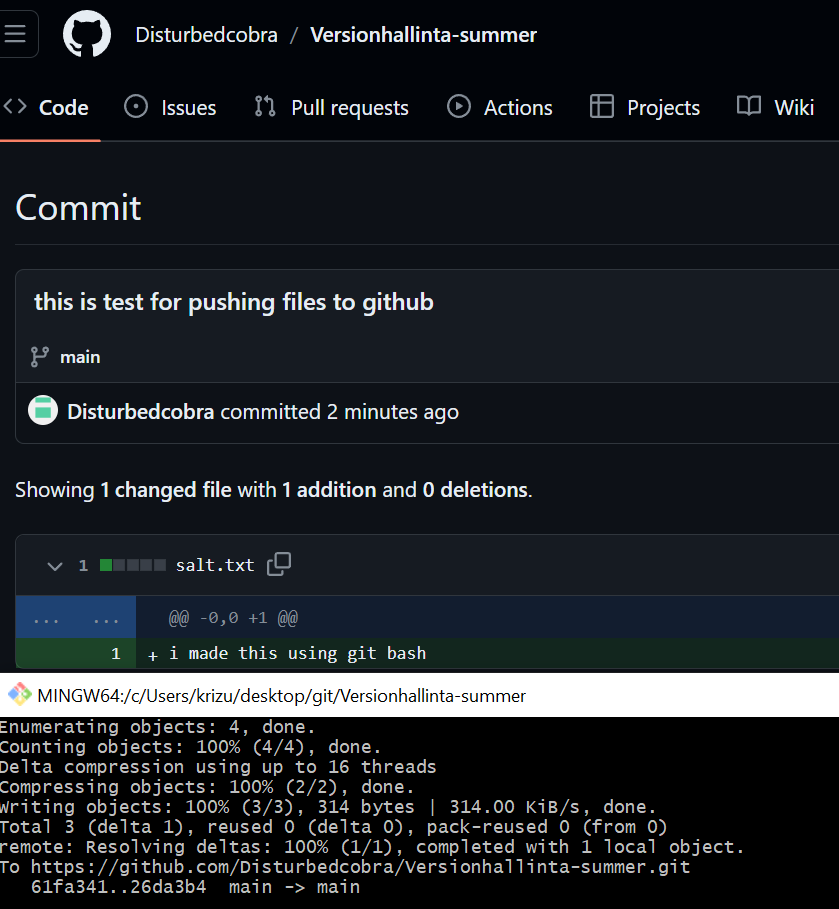 Disturbedcobra / Versionhallinta-summer
Code Issues Pull requests Actions Projects Wiki
Commit
this is test for pushing files to github
main
Disturbedcobra committed 2 minutes ago
Showing 1 changed file with 1 addition and 0 deletions.
1 salt.txt
... ... @@ -0,0 +1 @@
1 + i made this using git bash
MINGW64:/c/Users/krizu/desktop/git/Versionhallinta-summer
Enumerating objects: 4, done.
Counting objects: 100% (4/4), done.
Delta compression using up to 16 threads
Compressing objects: 100% (2/2), done.
Writing objects: 100% (3/3), 314 bytes | 314.00 KiB/s, done.
Total 3 (delta 1), reused 0 (delta 0), pack-reused 0 (from 0)
remote: Resolving deltas: 100% (1/1), completed with 1 local object.
To https://github.com/Disturbedcobra/Versionhallinta-summer.git
61fa341..26da3b4 main -> main